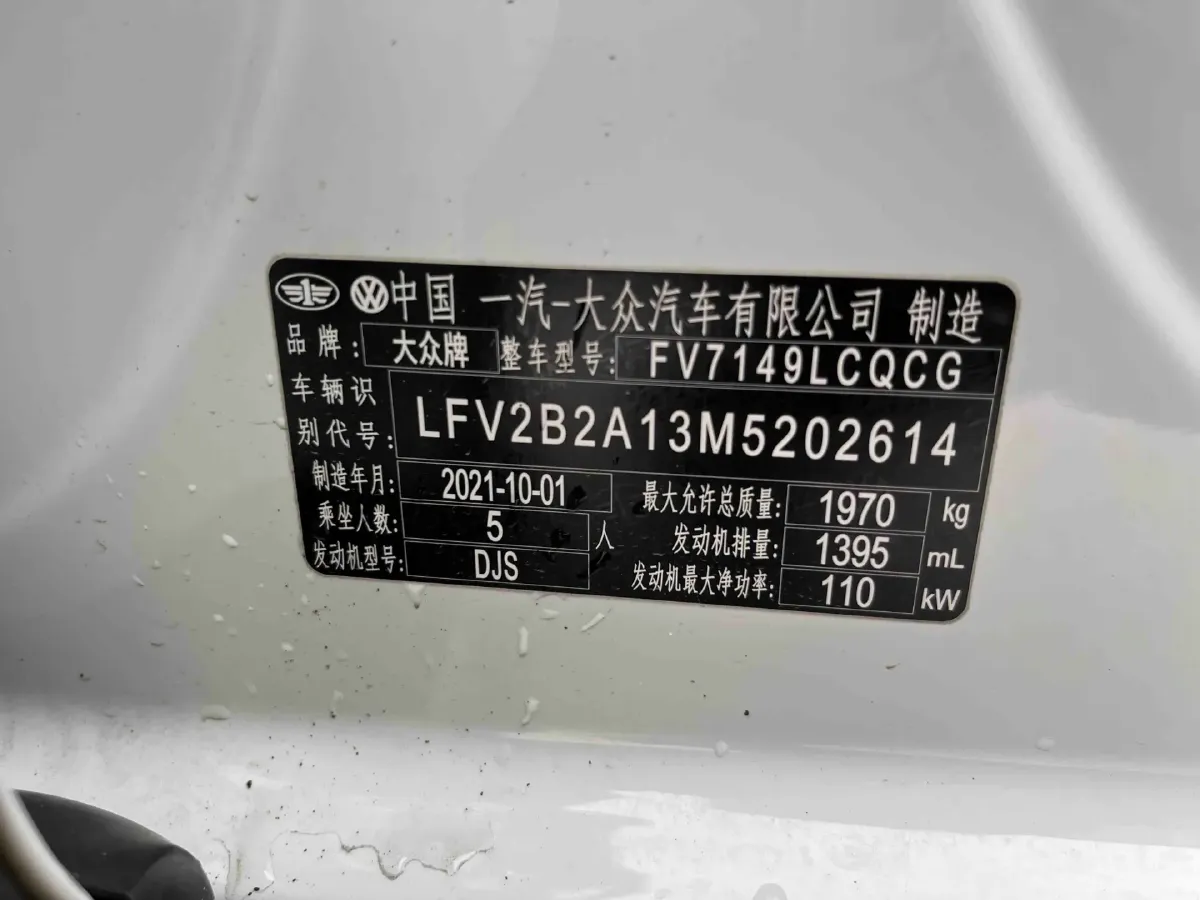 中国 一汽-大众汽车有限公司 制造
品牌: 大众牌 整车型号: FV7149LCQCG
车辆识别代号: LFV2B2A13M5202614
制造年月: 2021-10-01 最大允许总质量: 1970 kg
乘坐人数: 5 人 发动机排量: 1395 mL
发动机型号: DJS 发动机最大净功率: 110 kW